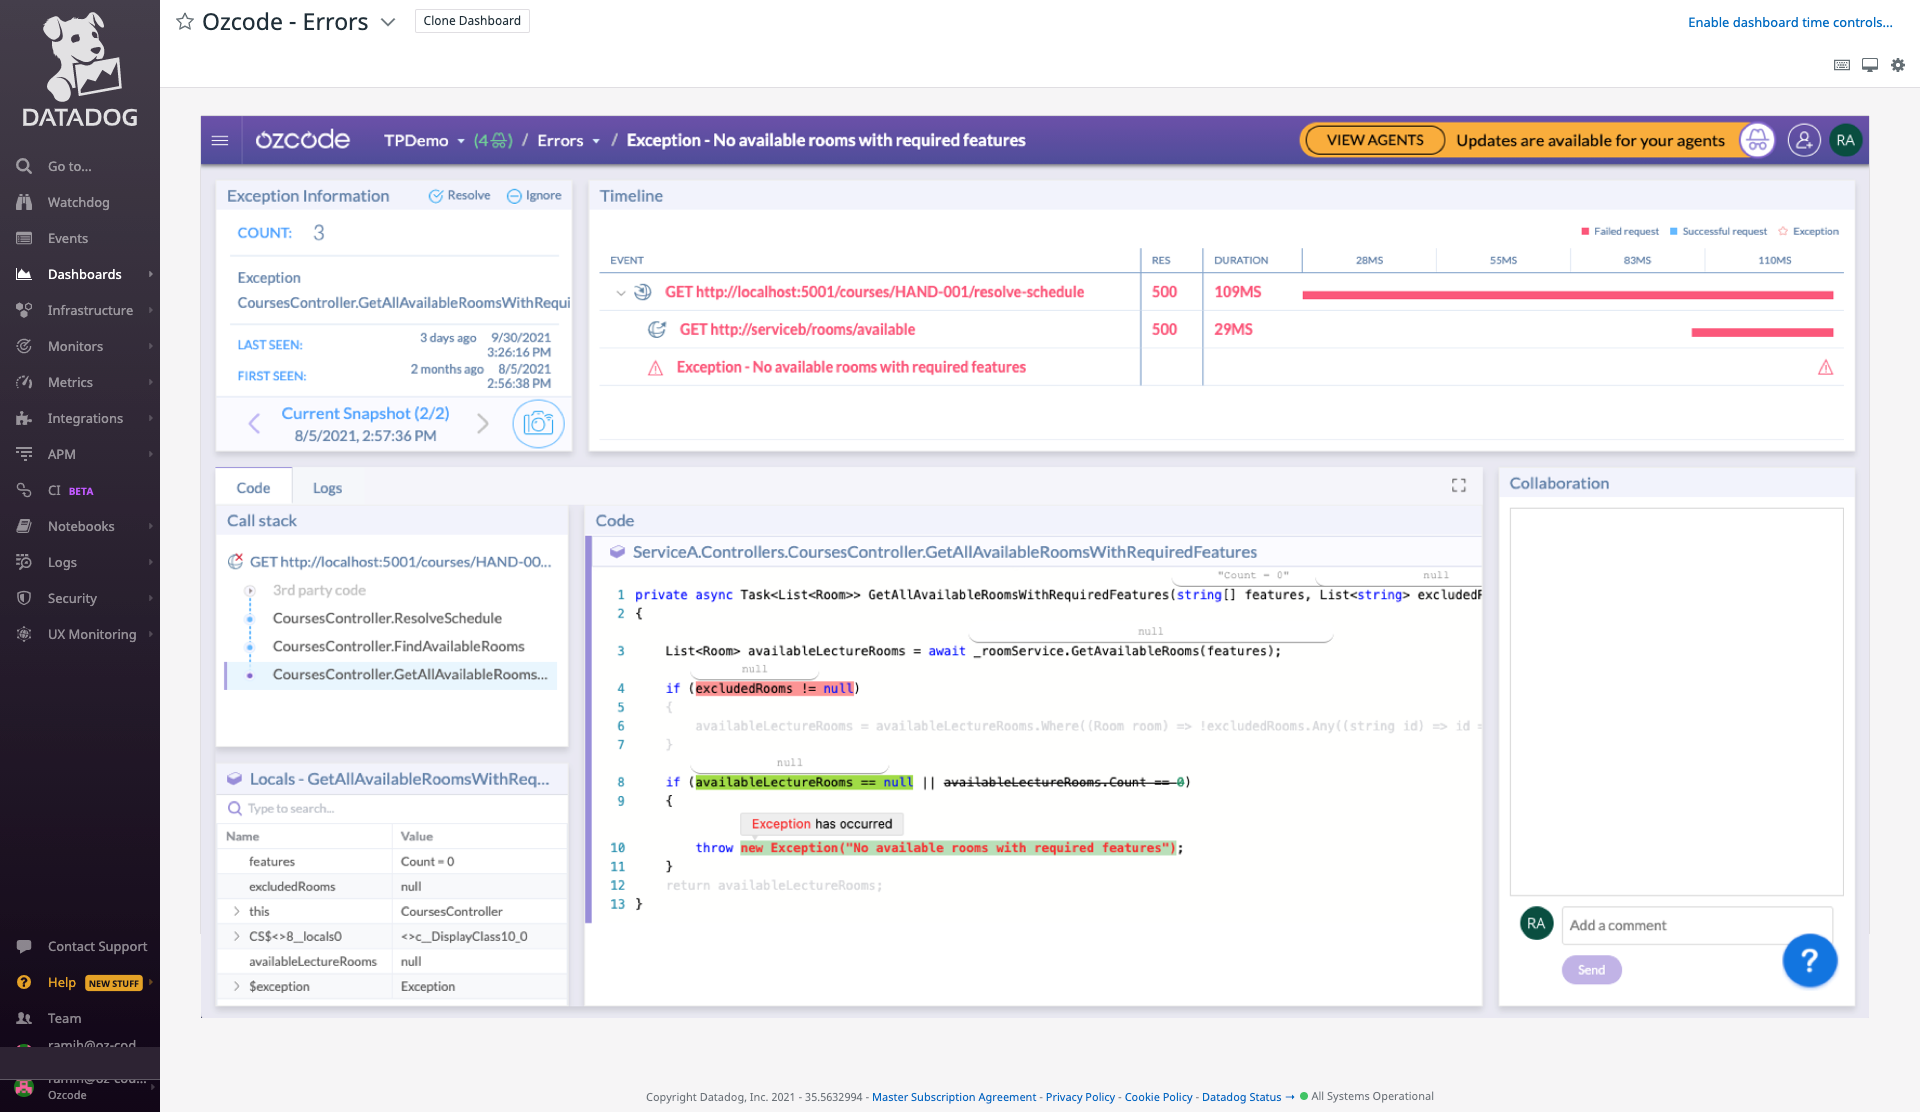 DATADOG
Go to...
Watchdog
Events
Dashboards
Infrastructure
Monitors
Metrics
Integrations
APM
CI BETA
Notebooks
Logs
Security
UX Monitoring
Contact Support
Help NEW STUFF
Team
ramih@oz-cod
ramih@oz-cou...
Ozcode
Ozcode - Errors
Clone Dashboard
Enable dashboard time controls...
ozcode TPDemo (4) / Errors / Exception - No available rooms with required features
VIEW AGENTS Updates are available for your agents
RA
Exception Information Resolve Ignore
COUNT: 3
Exception
CoursesController.GetAllAvailableRoomsWithRequi
LAST SEEN: 3 days ago 9/30/2021
3:26:16 PM
FIRST SEEN: 2 months ago 8/5/2021
2:56:38 PM
Current Snapshot (2/2)
8/5/2021, 2:57:36 PM
Timeline
Failed request Successful request Exception
EVENT RES DURATION 28MS 55MS 83MS 110MS
GET http://localhost:5001/courses/HAND-001/resolve-schedule 500 109MS
GET http://serviceb/rooms/available 500 29MS
Exception - No available rooms with required features
Code Logs
Call stack
GET http://localhost:5001/courses/HAND-00...
3rd party code
CoursesController.ResolveSchedule
CoursesController.FindAvailableRooms
CoursesController.GetAllAvailableRooms...
Locals - GetAllAvailableRoomsWithReq...
Type to search...
Name Value
features Count = 0
excludedRooms null
this CoursesController
CS$<>8__locals0 <>c__DisplayClass10_0
availableLectureRooms null
$exception Exception
Code
ServiceA.Controllers.CoursesController.GetAllAvailableRoomsWithRequiredFeatures
"Count = 0" null
1 private async Task<List<Room>> GetAllAvailableRoomsWithRequiredFeatures(string[] features, List<string> excludedR
2 {
null
3 List<Room> availableLectureRooms = await _roomService.GetAvailableRooms(features);
null
4 if (excludedRooms != null)
5 {
6 availableLectureRooms = availableLectureRooms.Where((Room room) => !excludedRooms.Any((string id) => id =
7 }
null
8 if (availableLectureRooms == null || availableLectureRooms.Count == 0)
9 {
Exception has occurred
10 throw new Exception("No available rooms with required features");
11 }
12 return availableLectureRooms;
13 }
Collaboration
RA
Add a comment
Send
?
Copyright Datadog, Inc. 2021 - 35.5632994 - Master Subscription Agreement - Privacy Policy - Cookie Policy - Datadog Status → All Systems Operational